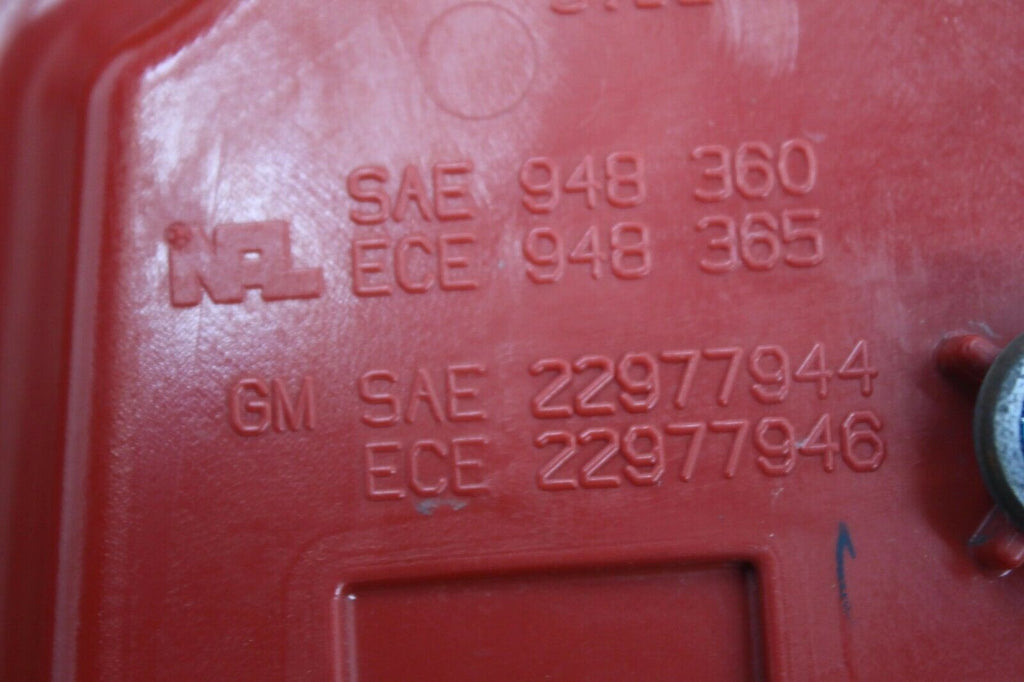 SAE 948 360
ECE 948 365
® NAL
GM SAE 22977944
ECE 22977946